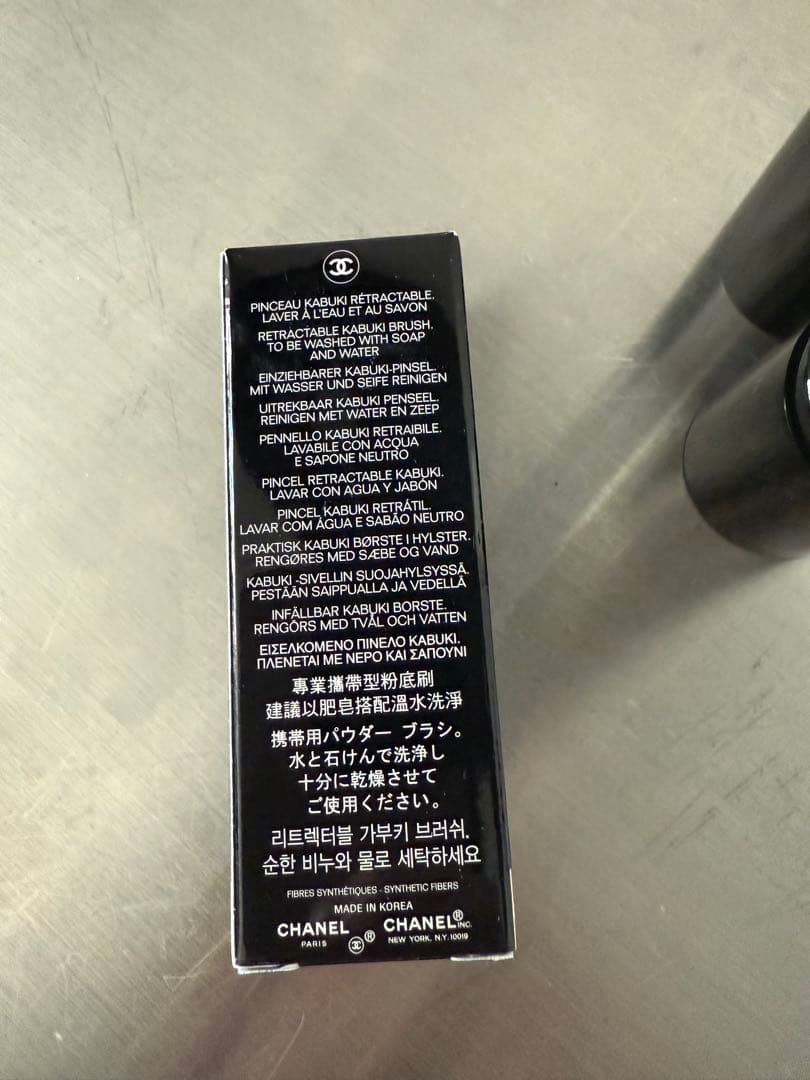 PINCEAU KABUKI RÉTRACTABLE.
LAVER À L'EAU ET AU SAVON
RETRACTABLE KABUKI BRUSH.
TO BE WASHED WITH SOAP
AND WATER
EINZIEHBARER KABUKI-PINSEL.
MIT WASSER UND SEIFE REINIGEN
UITREKBAAR KABUKI PENSEEL.
REINIGEN MET WATER EN ZEEP
PENNELLO KABUKI RETRAIBILE.
LAVABILE CON ACQUA
E SAPONE NEUTRO
PINCEL RETRACTABLE KABUKI.
LAVAR CON AGUA Y JABÓN
PINCEL KABUKI RETRÁTIL.
LAVAR COM ÁGUA E SABÃO NEUTRO
PRAKTISK KABUKI BØRSTE I HYLSTER.
RENGØRES MED SÆBE OG VAND
KABUKI -SIVELLIN SUOJAHYLSYSSÄ.
PESTÄÄN SAIPPUALLA JA VEDELLÄ
INFÄLLBAR KABUKI BORSTE.
RENGÖRS MED TVÅL OCH VATTEN
ΕΙΣΕΛΚΟΜΕΝΟ ΠΙΝΕΛΟ KABUKI.
ΠΛΕΝΕΤΑΙ ΜΕ ΝΕΡΟ ΚΑΙ ΣΑΠΟΥΝΙ
專業攜帶型粉底刷
建議以肥皂搭配溫水洗淨
携帯用パウダー ブラシ。
水と石けんで洗浄し
十分に乾燥させて
ご使用ください。
리트렉터블 가부키 브러쉬.
순한 비누와 물로 세탁하세요
FIBRES SYNTHÉTIQUES - SYNTHETIC FIBERS
MADE IN KOREA
CHANEL CHANEL® INC.
PARIS ® NEW YORK, N.Y. 10019